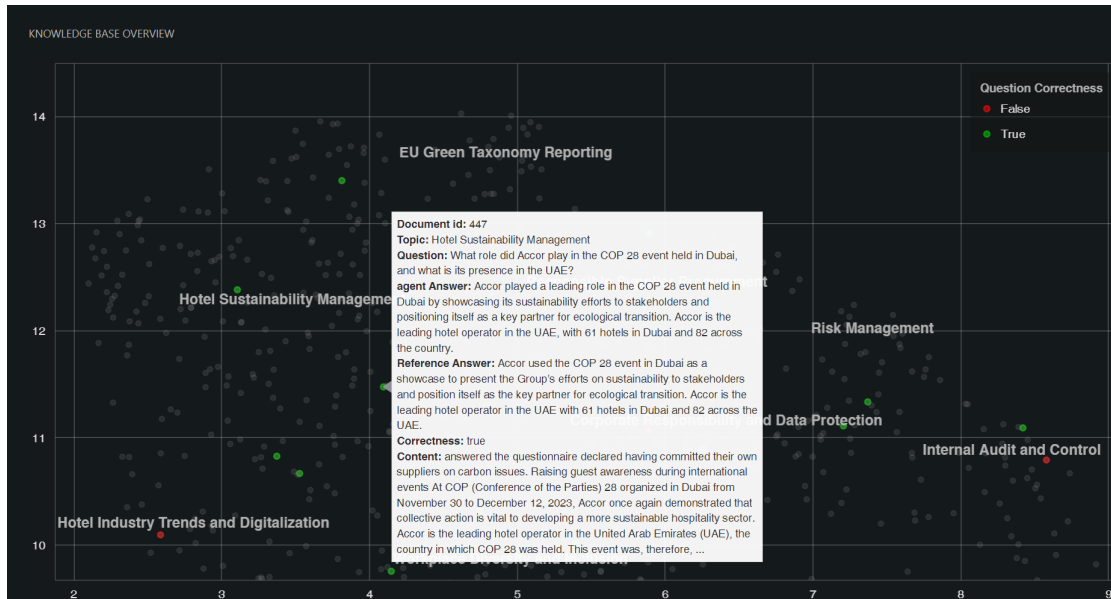 KNOWLEDGE BASE OVERVIEW
Question Correctness
False
True
14
EU Green Taxonomy Reporting
13
Document id: 447
Topic: Hotel Sustainability Management
Question: What role did Accor play in the COP 28 event held in Dubai,
and what is its presence in the UAE?
agent Answer: Accor played a leading role in the COP 28 event held in
Dubai by showcasing its sustainability efforts to stakeholders and
positioning itself as a key partner for ecological transition. Accor is the
leading hotel operator in the UAE, with 61 hotels in Dubai and 82 across
the country.
Reference Answer: Accor used the COP 28 event in Dubai as a
showcase to present the Group's efforts on sustainability to stakeholders
and position itself as the key partner for ecological transition. Accor is the
leading hotel operator in the UAE with 61 hotels in Dubai and 82 across the
UAE.
Correctness: true
Content: answered the questionnaire declared having committed their own
suppliers on carbon issues. Raising guest awareness during international
events At COP (Conference of the Parties) 28 organized in Dubai from
November 30 to December 12, 2023, Accor once again demonstrated that
collective action is vital to developing a more sustainable hospitality sector.
Accor is the leading hotel operator in the United Arab Emirates (UAE), the
country in which COP 28 was held. This event was, therefore, ...
Hotel Sustainability Manageme
12
Risk Management
11
Corporate Responsibility and Data Protection
Internal Audit and Control
Hotel Industry Trends and Digitalization
10
Workplace Diversity and Inclusion
2
3
4
5
6
7
8
9